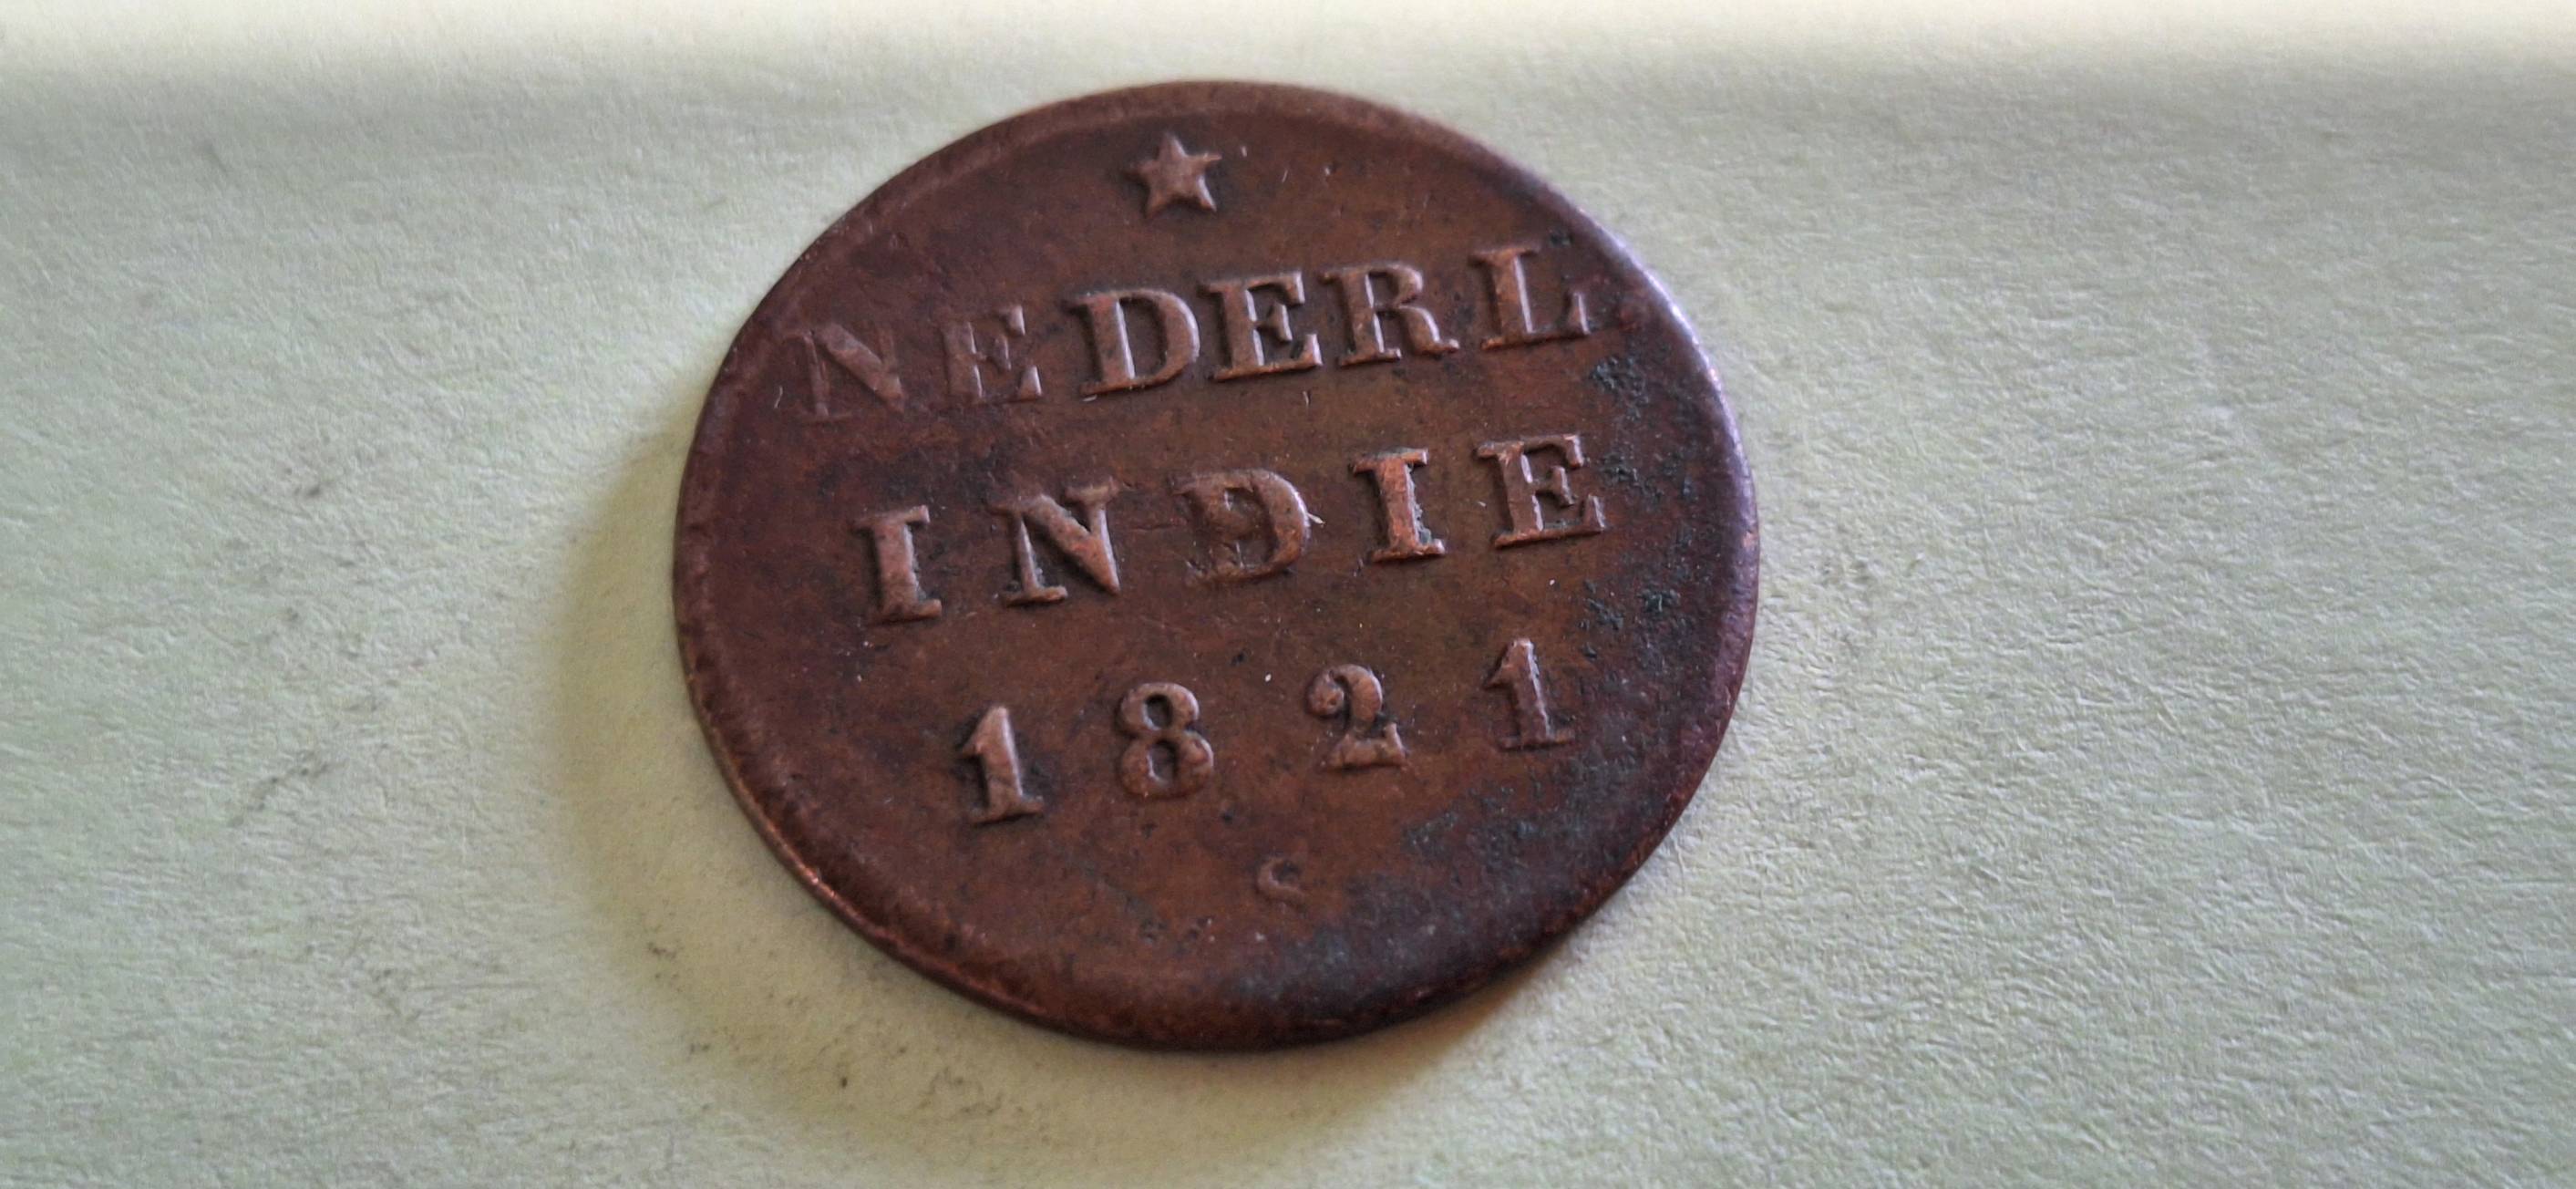 NEDERL
INDIE
1821
S